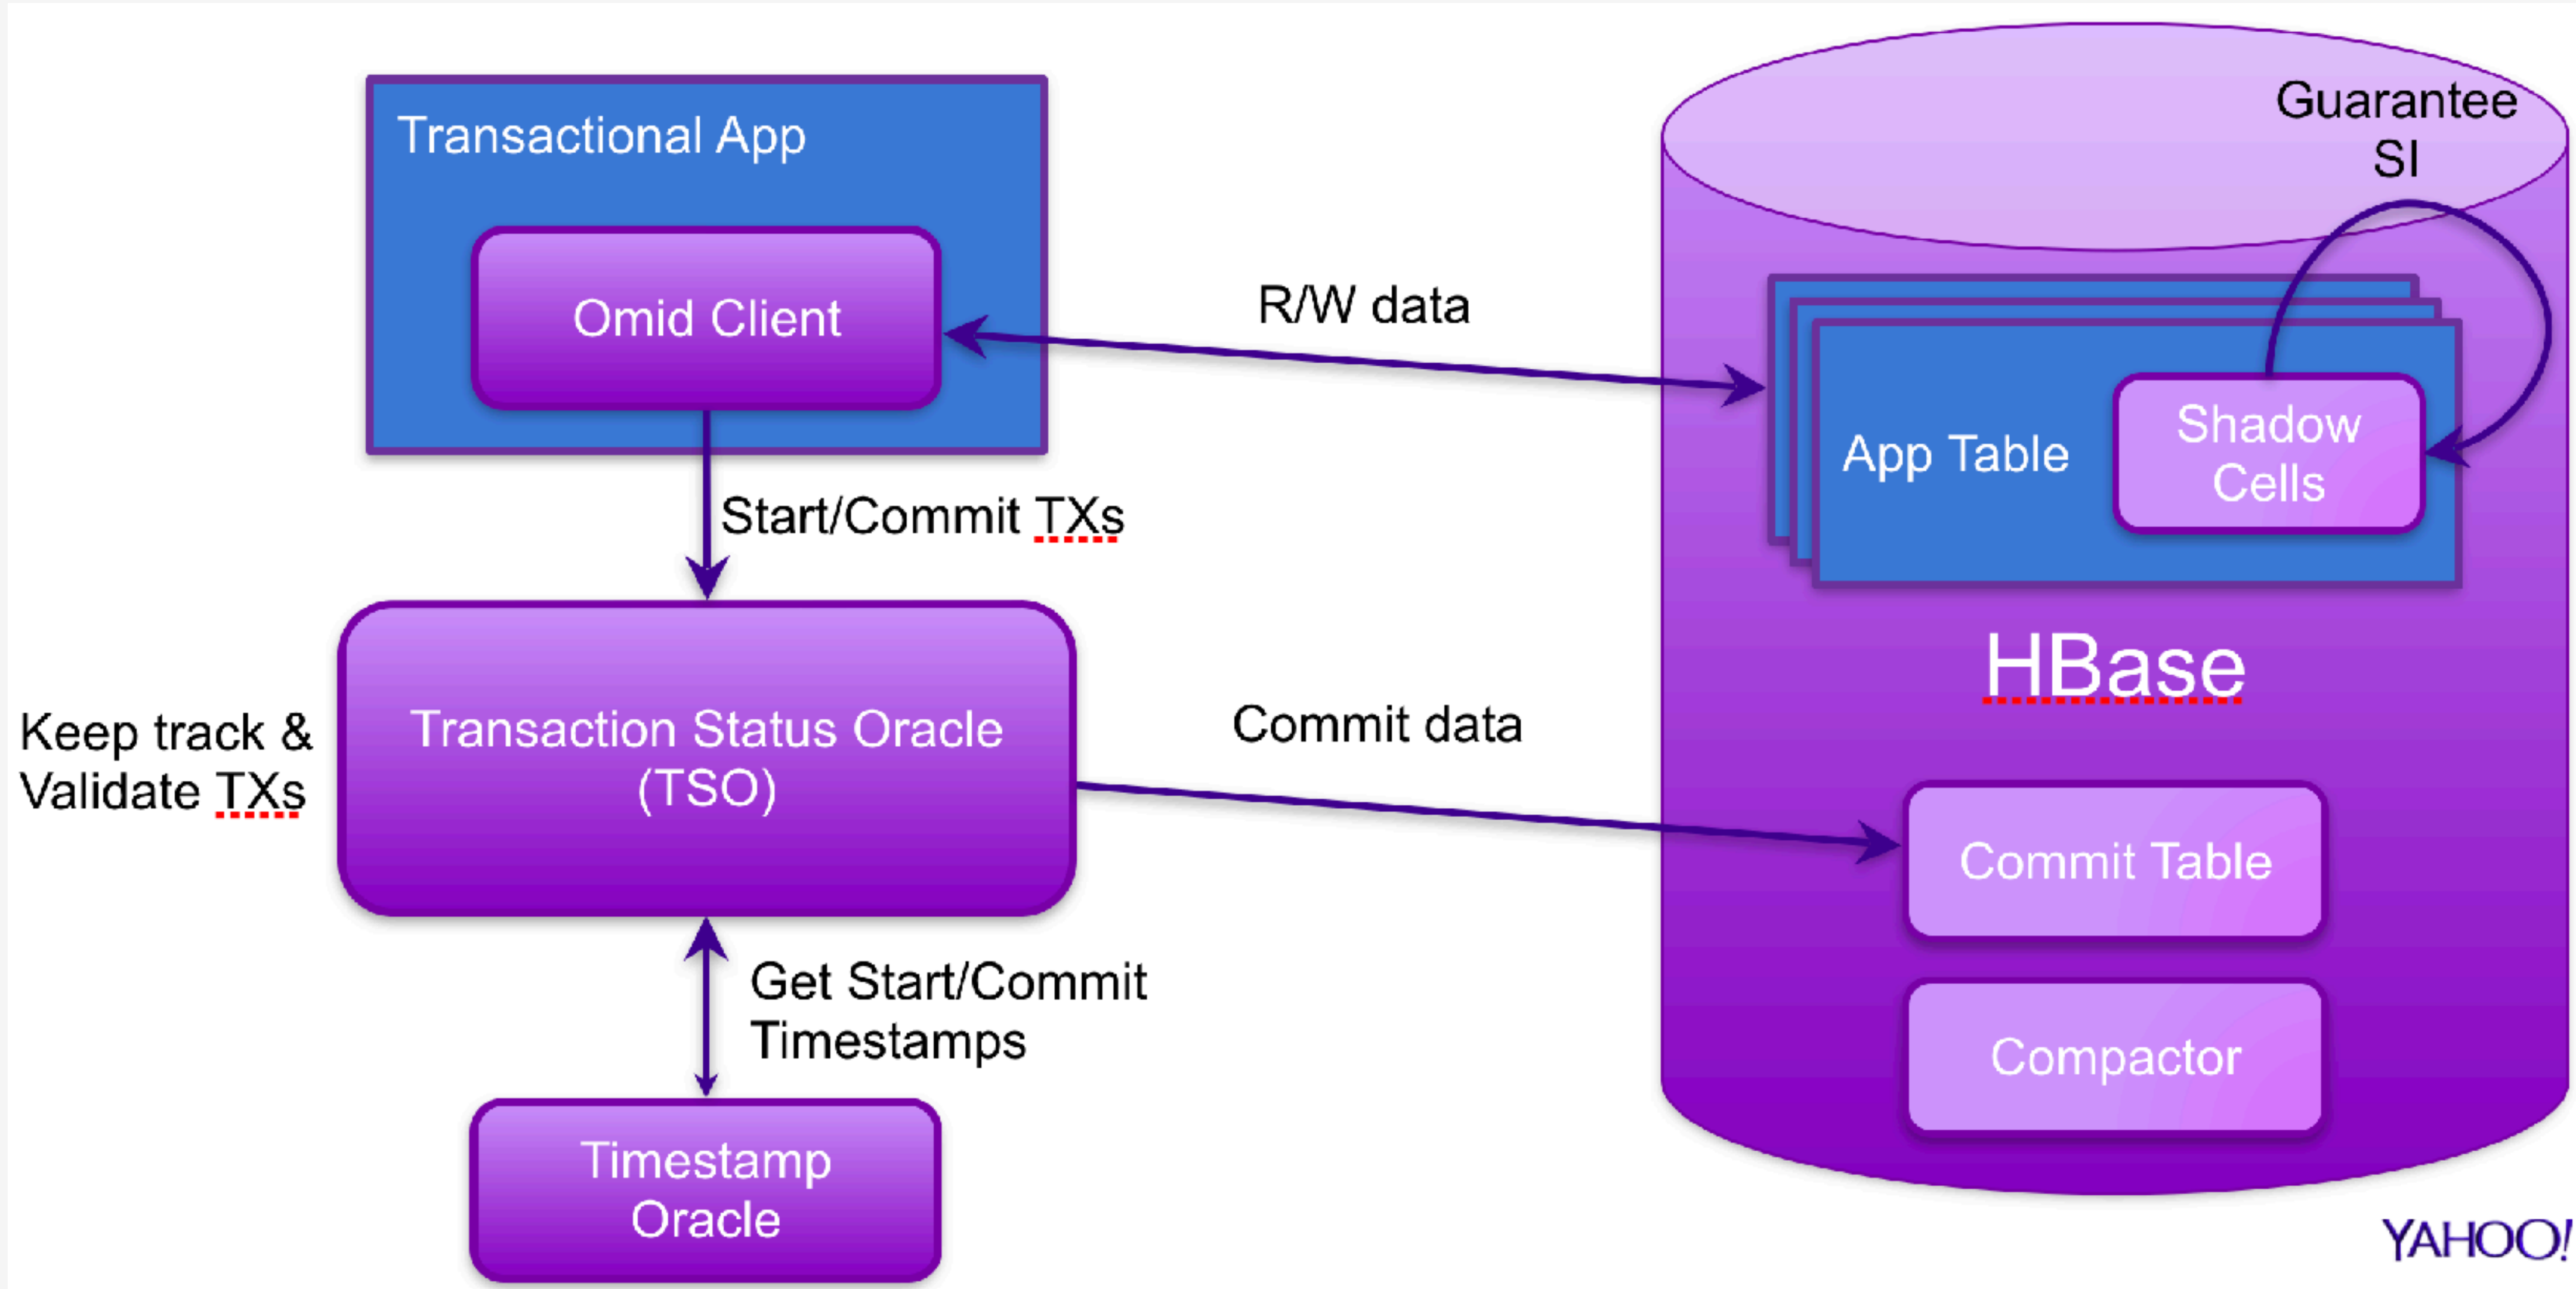 Transactional App
Omid Client
R/W data
Guarantee
SI
App Table
Shadow
Cells
Start/Commit TXs
HBase
Keep track &
Validate TXs
Transaction Status Oracle
(TSO)
Commit data
Commit Table
Get Start/Commit
Timestamps
Compactor
Timestamp
Oracle
YAHOO!